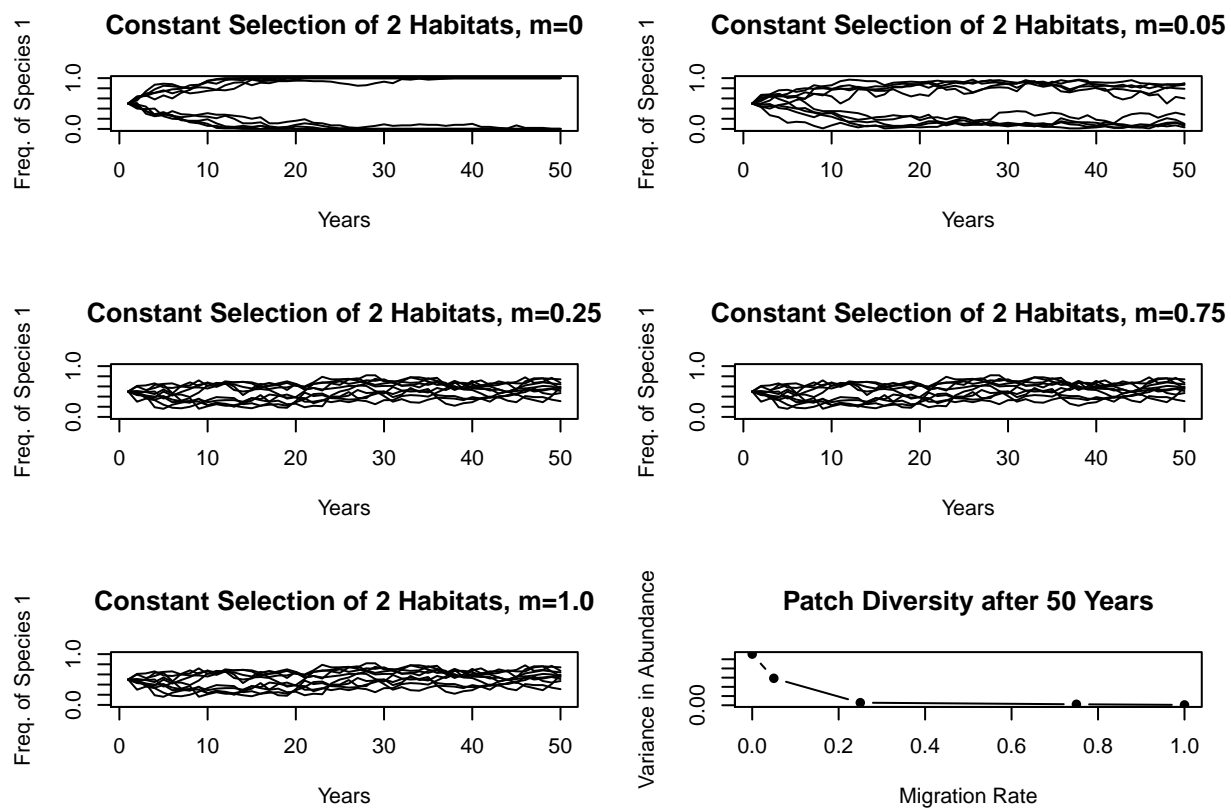 Constant Selection of 2 Habitats, m=0
Freq. of Species 1
1.0
0.0
0 10 20 30 40 50
Years
Constant Selection of 2 Habitats, m=0.05
Freq. of Species 1
1.0
0.0
0 10 20 30 40 50
Years
Constant Selection of 2 Habitats, m=0.25
Freq. of Species 1
1.0
0.0
0 10 20 30 40 50
Years
Constant Selection of 2 Habitats, m=0.75
Freq. of Species 1
1.0
0.0
0 10 20 30 40 50
Years
Constant Selection of 2 Habitats, m=1.0
Freq. of Species 1
1.0
0.0
0 10 20 30 40 50
Years
Patch Diversity after 50 Years
Variance in Abundance
0.00
0.0 0.2 0.4 0.6 0.8 1.0
Migration Rate